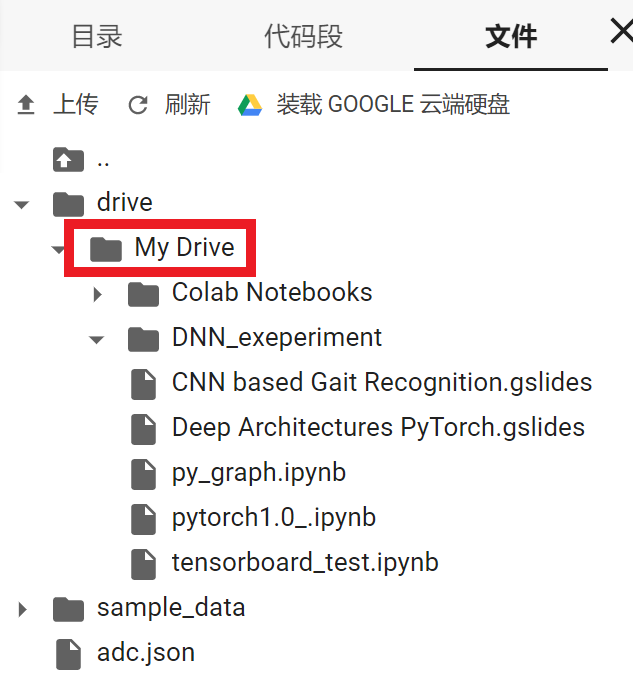 目录 代码段 文件
上传 刷新 装载 GOOGLE 云端硬盘
..
drive
My Drive
Colab Notebooks
DNN_exeperiment
CNN based Gait Recognition.gslides
Deep Architectures PyTorch.gslides
py_graph.ipynb
pytorch1.0_.ipynb
tensorboard_test.ipynb
sample_data
adc.json